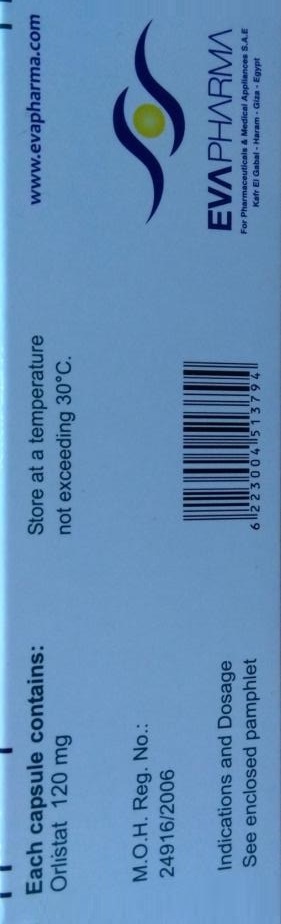 Each capsule contains:
Orlistat 120 mg
M.O.H. Reg. No.:
24916/2006
Indications and Dosage
See enclosed pamphlet
Store at a temperature
not exceeding 30°C.
6 223004 513794
www.evapharma.com
EVAPHARMA
For Pharmaceuticals & Medical Appliances S.A.E
Kafr El Gabal - Haram - Giza - Egypt